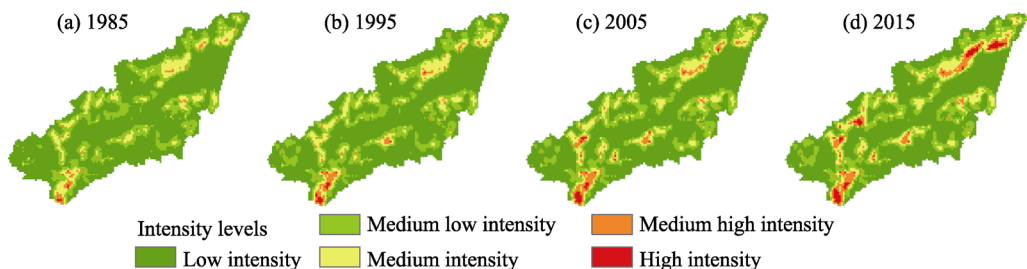 (a) 1985
(b) 1995
(c) 2005
(d) 2015
Intensity levels
Medium low intensity
Medium high intensity
Low intensity
Medium intensity
High intensity